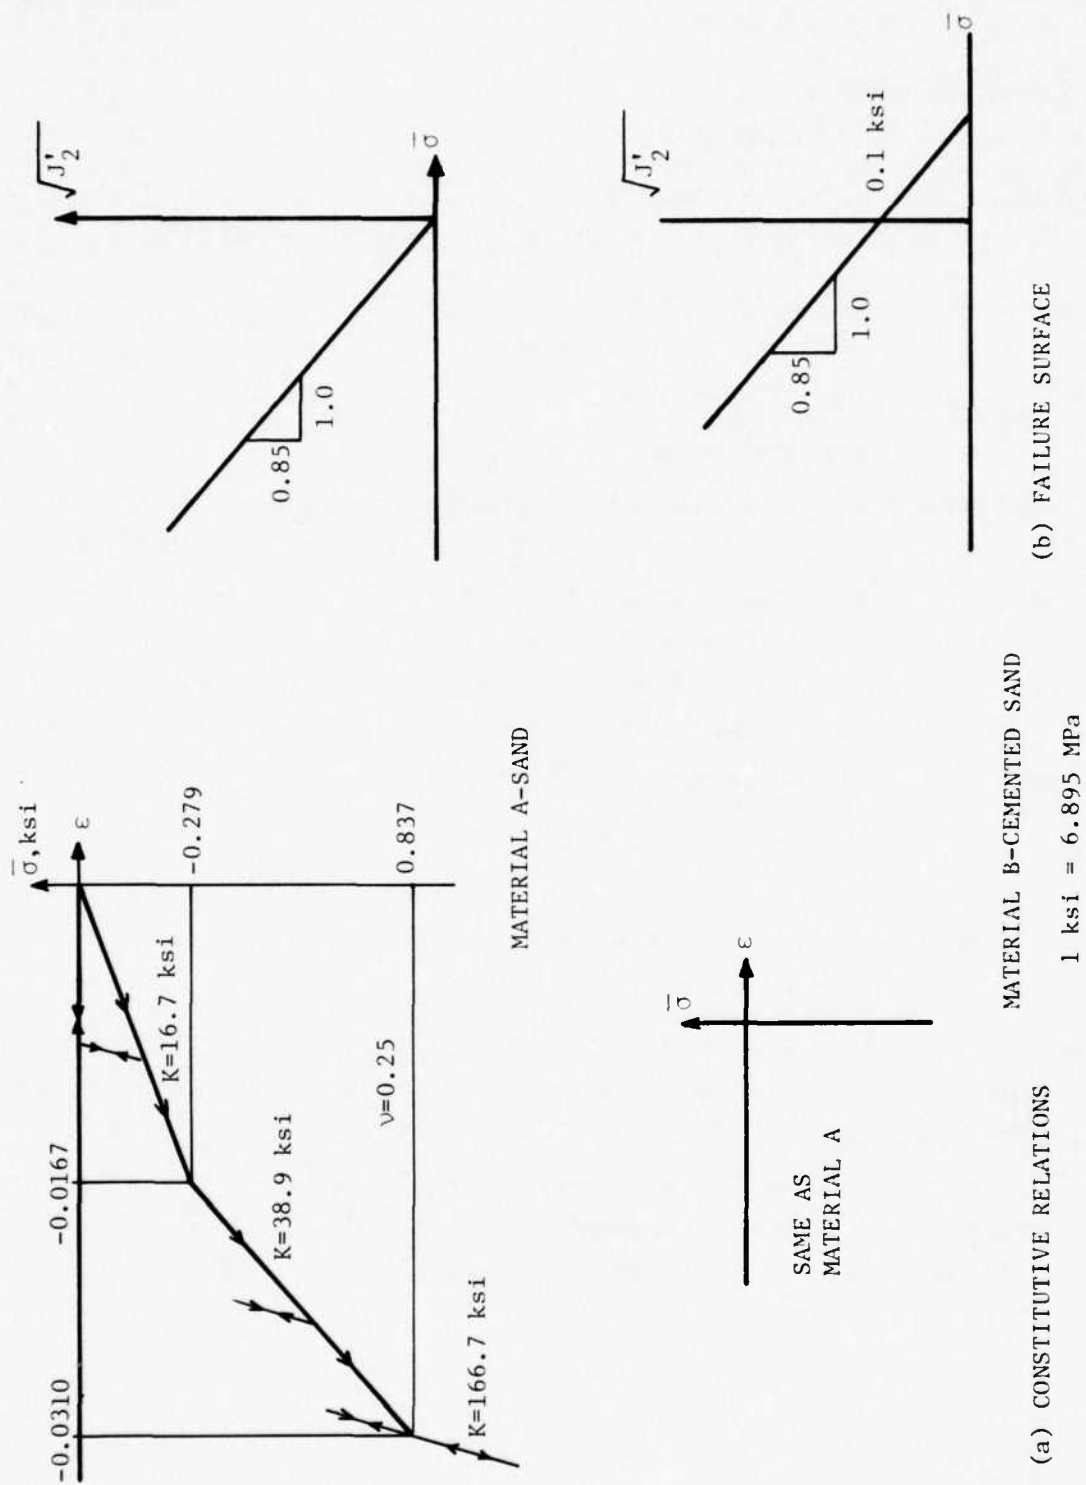 σ̅,ksi
ε
-0.0310
-0.0167
-0.279
0.837
K=16.7 ksi
K=38.9 ksi
ν=0.25
K=166.7 ksi
MATERIAL A-SAND
√J'2
σ̅
0.85
1.0
σ̅
ε
SAME AS
MATERIAL A
√J'2
σ̅
0.1 ksi
0.85
1.0
MATERIAL B-CEMENTED SAND
(a) CONSTITUTIVE RELATIONS
(b) FAILURE SURFACE
1 ksi = 6.895 MPa